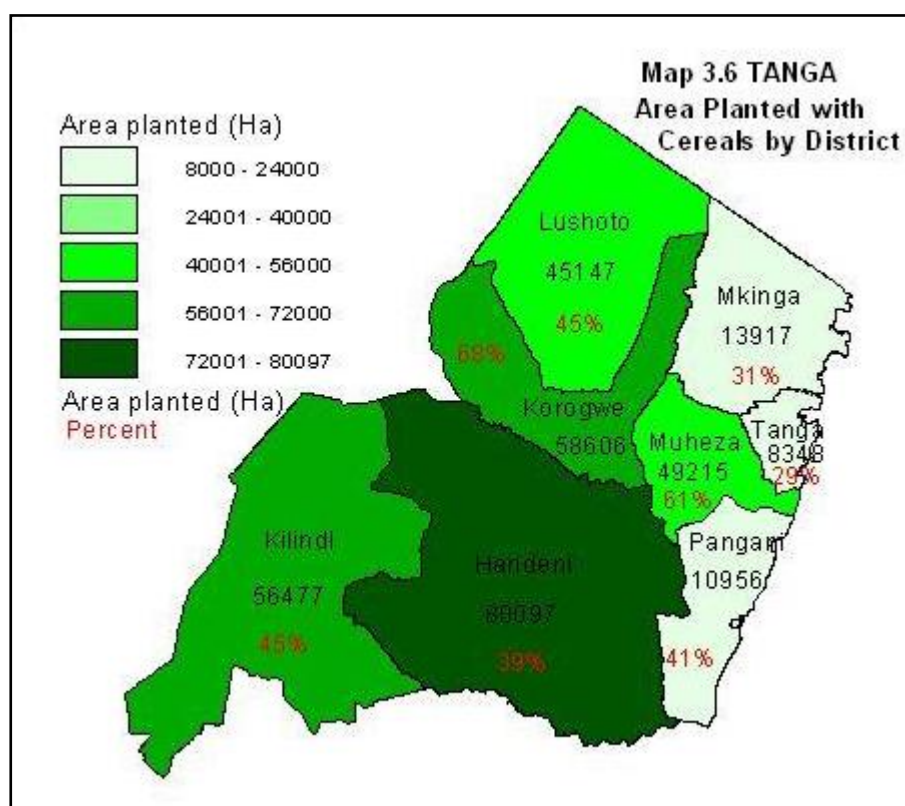 Map 3.6 TANGA
Area Planted with
Cereals by District
Area planted (Ha)
8000 - 24000
24001 - 40000
40001 - 56000
56001 - 72000
72001 - 80097
Area planted (Ha)
Percent
Lushoto
45147
45%
Mkinga
13917
31%
68%
Korogwe
58606
Muheza
49215
61%
Tanga
8348
29%
Kilindi
56477
45%
Handeni
80097
39%
Pangani
10956
41%